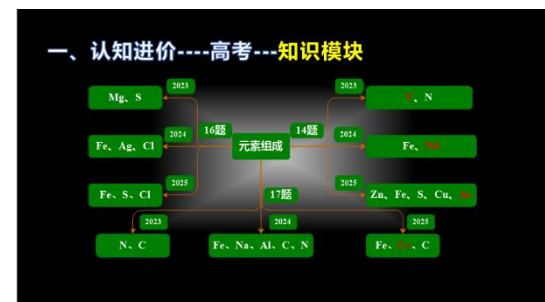 一、认知进价----高考---知识模块
2023
2023
Mg、S
、N
16题
14题
2024
2024
Fe、Ag、Cl
元素组成
Fe、
2025
2025
Fe、S、Cl
17题
Zn、Fe、S、Cu、
2023
2024
2025
N、C
Fe、Na、Al、C、N
Fe、 、C